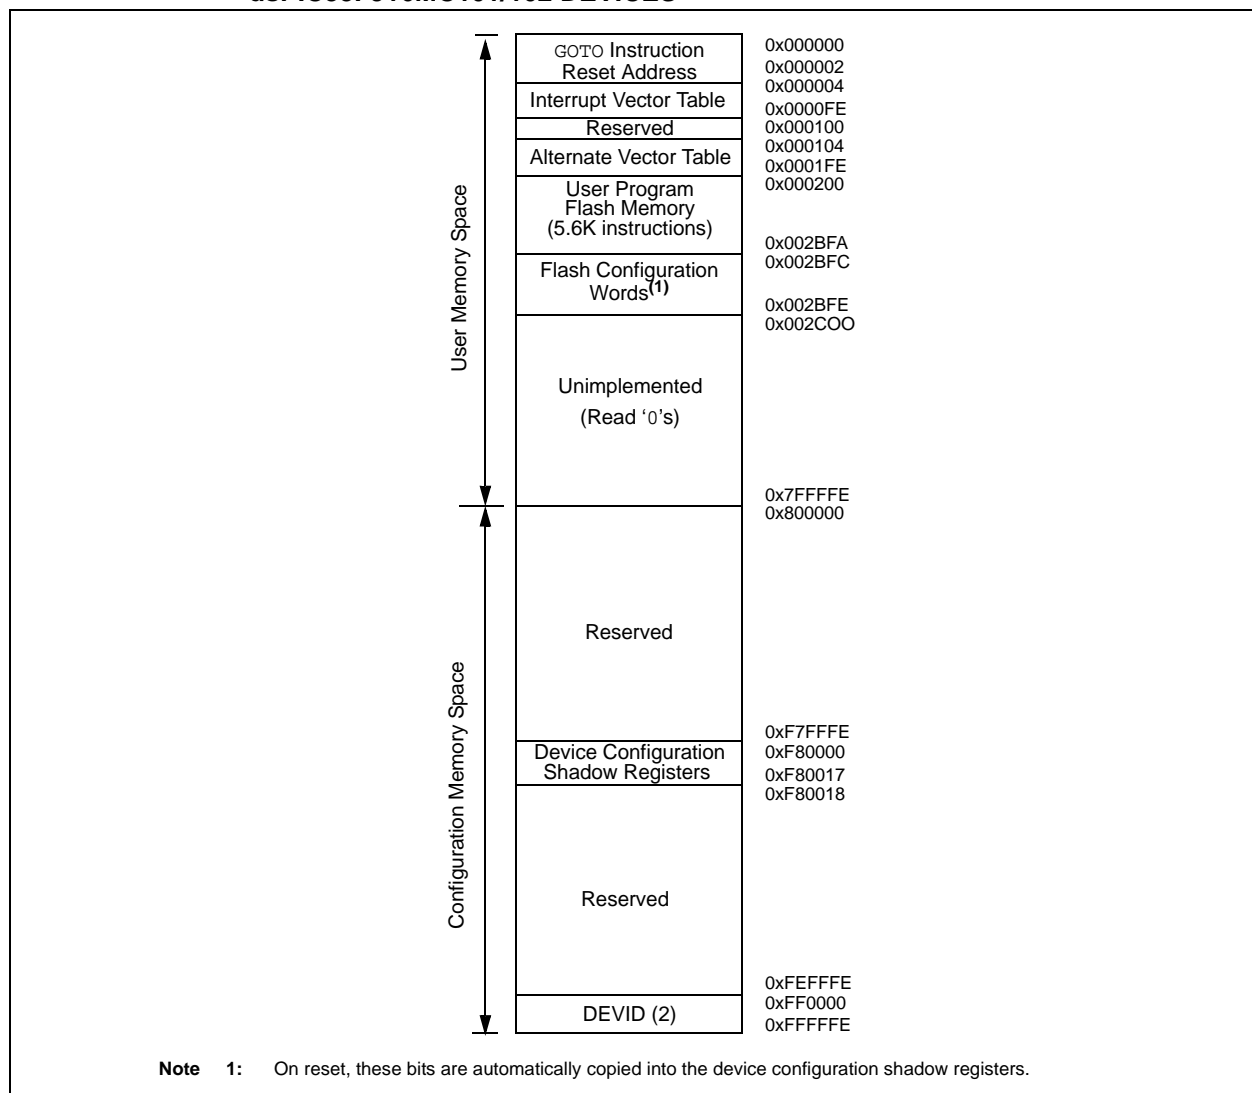 GOTO Instruction
Reset Address
Interrupt Vector Table
Reserved
Alternate Vector Table
User Program
Flash Memory
(5.6K instructions)
Flash Configuration
Words(1)
Unimplemented
(Read ‘0’s)
Reserved
Device Configuration
Shadow Registers
Reserved
DEVID (2)
0x000000
0x000002
0x000004
0x0000FE
0x000100
0x000104
0x0001FE
0x000200
0x002BFA
0x002BFC
0x002BFE
0x002COO
0x7FFFFE
0x800000
0xF7FFFE
0xF80000
0xF80017
0xF80018
0xFEFFFE
0xFF0000
0xFFFFFE
User Memory Space
Configuration Memory Space
Note 1: On reset, these bits are automatically copied into the device configuration shadow registers.